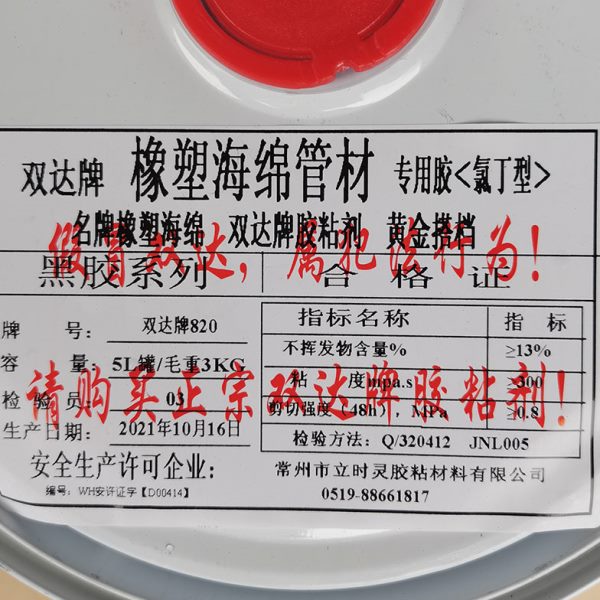 双达牌 橡塑海绵管材 专用胶<氯丁型>
名牌橡塑海绵 双达牌胶粘剂 黄金搭档
假冒双达，属犯法行为!
黑胶系列 合格证
牌 号: 双达牌820
容 量: 5L罐/毛重3KG
检验员: 03
生产日期: 2021年10月16日
指标名称 指 标
不挥发物含量% ≥13%
粘 度mpa.s ≥300
剪切强度（48h），MPa ≥0.8
检验方法: Q/320412 JNL005
请购买正宗双达牌胶粘剂!
安全生产许可企业: 常州市立时灵胶粘材料有限公司
编号: WH安许证字【D00414】 0519-88661817